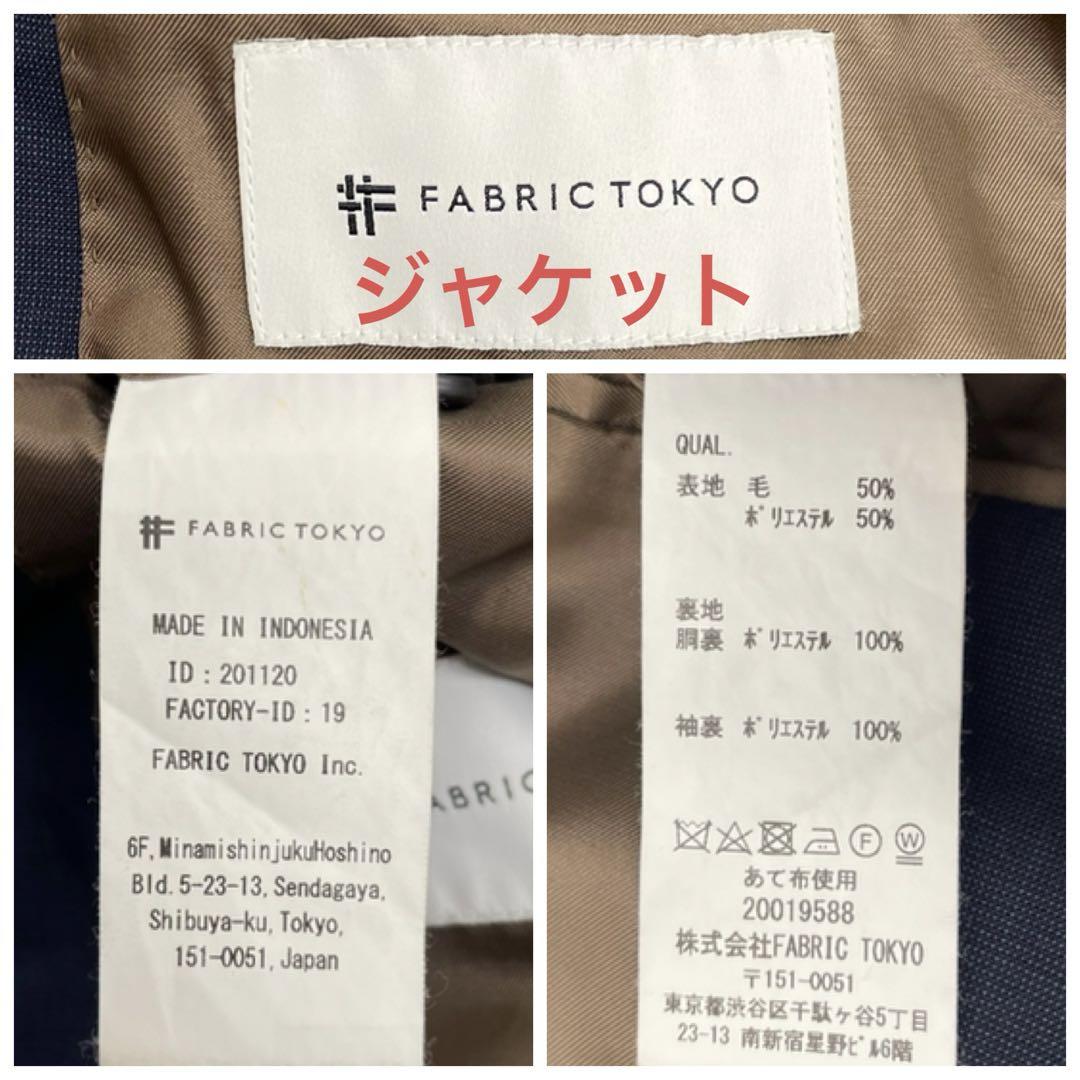 FABRIC TOKYO
ジャケット
FABRIC TOKYO
MADE IN INDONESIA
ID : 201120
FACTORY-ID : 19
FABRIC TOKYO Inc.
6F, MinamishinjukuHoshino
Bld. 5-23-13, Sendagaya,
Shibuya-ku, Tokyo,
151-0051, Japan
ABRIC
QUAL.
表地 毛 50%
ﾎﾟﾘｴｽﾃﾙ 50%
裏地
胴裏 ﾎﾟﾘｴｽﾃﾙ 100%
袖裏 ﾎﾟﾘｴｽﾃﾙ 100%
F W
あて布使用
20019588
株式会社FABRIC TOKYO
〒151-0051
東京都渋谷区千駄ヶ谷5丁目
23-13 南新宿星野ﾋﾞﾙ6階